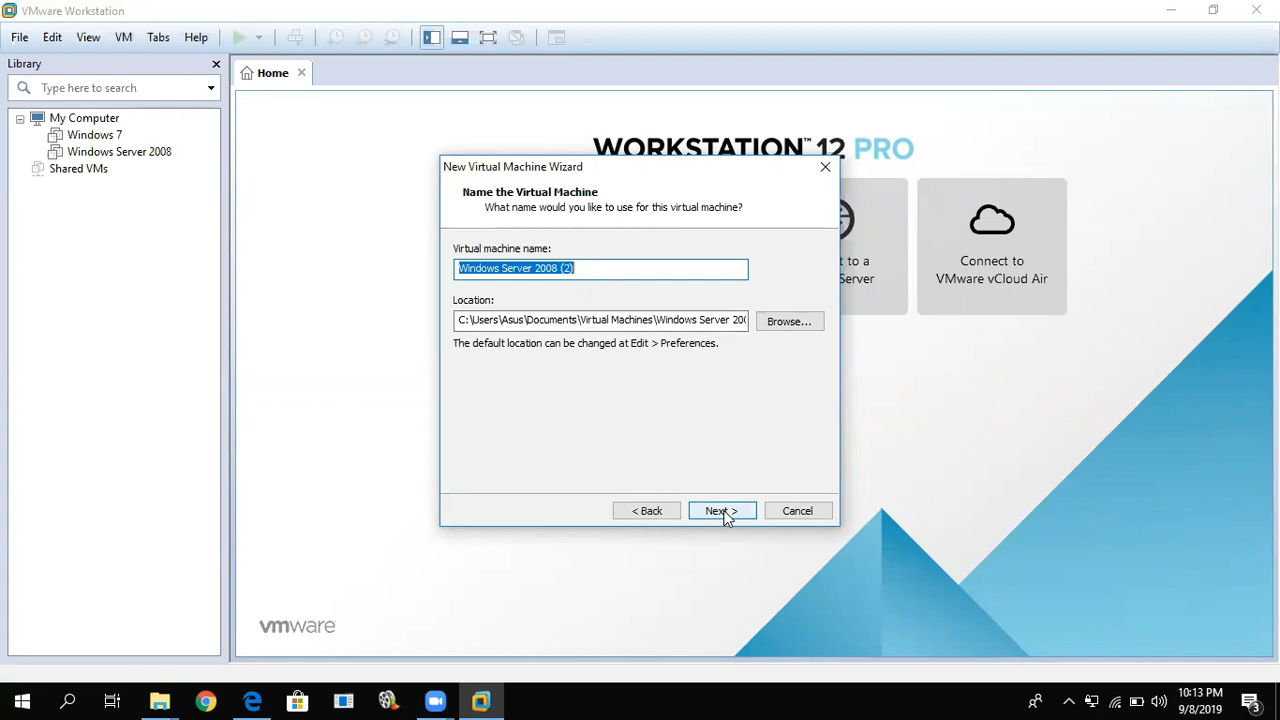 VMware Workstation
File Edit View VM Tabs Help
Library
Type here to search
My Computer
Windows 7
Windows Server 2008
Shared VMs
Home
WORKSTATION™ 12 PRO
New Virtual Machine Wizard
Name the Virtual Machine
What name would you like to use for this virtual machine?
Virtual machine name:
Windows Server 2008 (2)
Location:
C:\Users\Asus\Documents\Virtual Machines\Windows Server 200
Browse...
The default location can be changed at Edit > Preferences.
< Back
Next >
Cancel
t to a
Server
Connect to
VMware vCloud Air
vmware
10:13 PM
9/8/2019
3